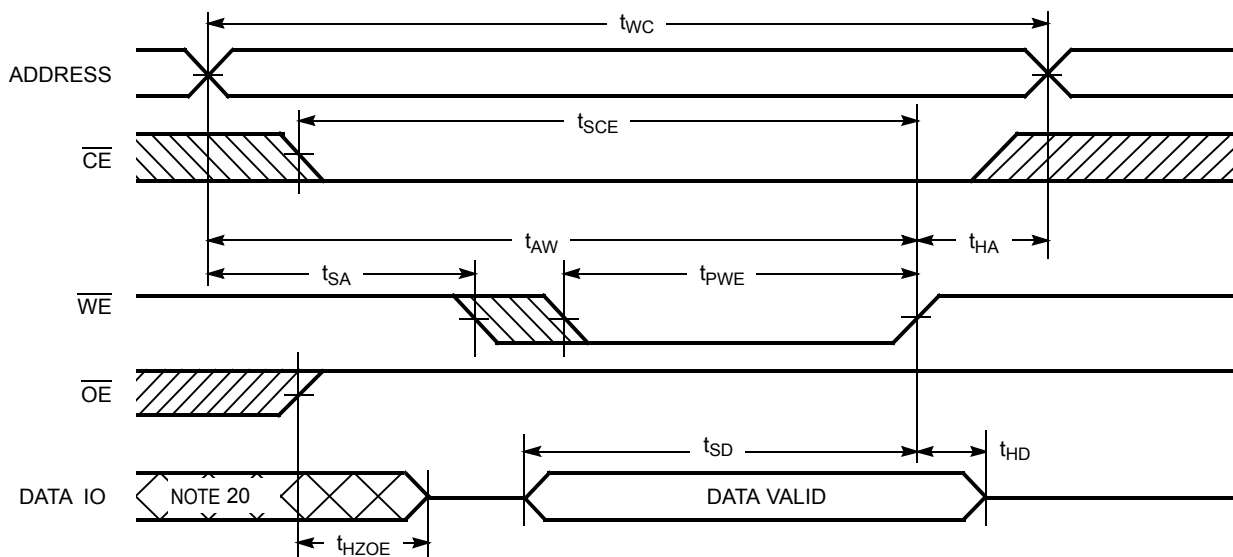 tWC
ADDRESS
tSCE
CE
tAW
tHA
tSA
tPWE
WE
OE
tSD
tHD
DATA IO
NOTE 20
DATA VALID
tHZOE